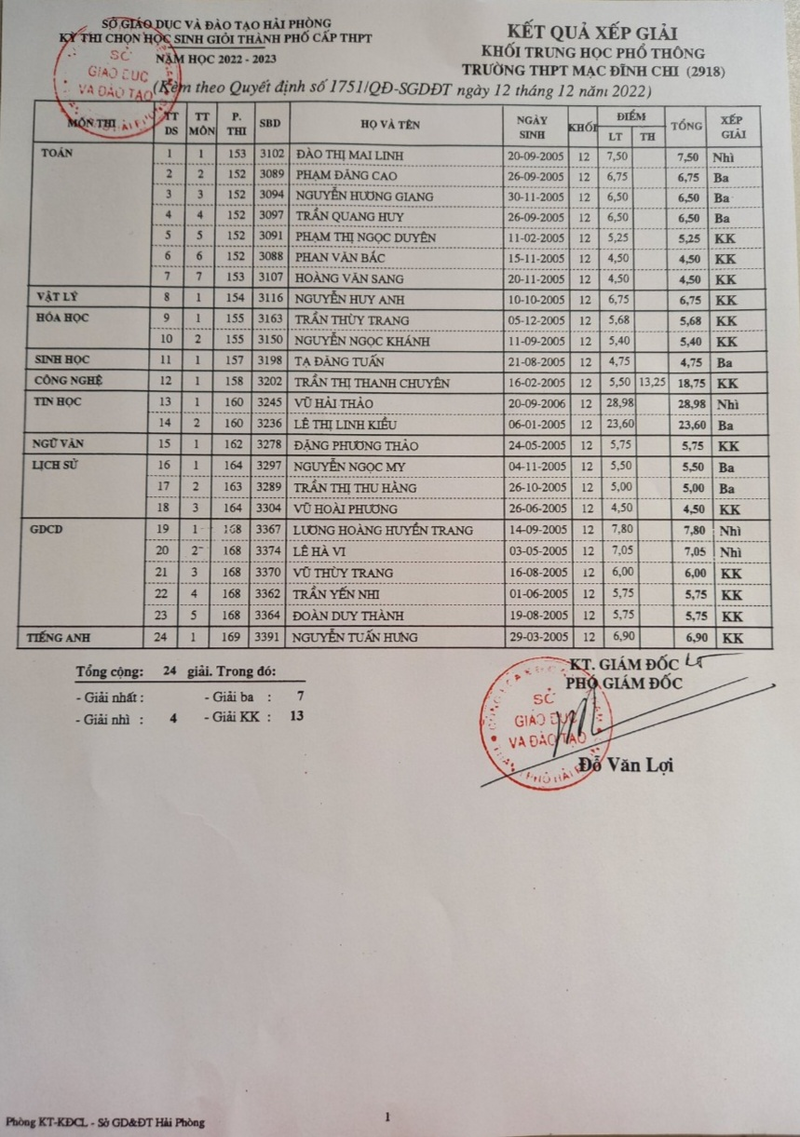 SỞ GIÁO DỤC VÀ ĐÀO TẠO HẢI PHÒNG
KỲ THI CHỌN HỌC SINH GIỎI THÀNH PHỐ CẤP THPT
NĂM HỌC 2022 - 2023
KẾT QUẢ XẾP GIẢI
KHỐI TRUNG HỌC PHỔ THÔNG
TRƯỜNG THPT MẠC ĐĨNH CHI (2918)
SỞ
GIÁO DỤC
VÀ ĐÀO TẠO
(Kèm theo Quyết định số 1751/QĐ-SGDĐT ngày 12 tháng 12 năm 2022)
MÔN THI TT DS TT MÔN P. THI SBD HỌ VÀ TÊN NGÀY SINH KHỐI ĐIỂM LT TH TỔNG XẾP GIẢI
TOÁN 1 1 153 3102 ĐÀO THỊ MAI LINH 20-09-2005 12 7,50 7,50 Nhì
2 2 152 3089 PHẠM ĐĂNG CAO 26-09-2005 12 6,75 6,75 Ba
3 3 152 3094 NGUYỄN HƯƠNG GIANG 30-11-2005 12 6,50 6,50 Ba
4 4 152 3097 TRẦN QUANG HUY 26-09-2005 12 6,50 6,50 Ba
5 5 152 3091 PHẠM THỊ NGỌC DUYÊN 11-02-2005 12 5,25 5,25 KK
6 6 152 3088 PHAN VĂN BẮC 15-11-2005 12 4,50 4,50 KK
7 7 153 3107 HOÀNG VĂN SANG 20-11-2005 12 4,50 4,50 KK
VẬT LÝ 8 1 154 3116 NGUYỄN HUY ANH 10-10-2005 12 6,75 6,75 KK
HÓA HỌC 9 1 155 3163 TRẦN THÙY TRANG 05-12-2005 12 5,68 5,68 KK
10 2 155 3150 NGUYỄN NGỌC KHÁNH 11-09-2005 12 5,40 5,40 KK
SINH HỌC 11 1 157 3198 TẠ ĐĂNG TUẤN 21-08-2005 12 4,75 4,75 Ba
CÔNG NGHỆ 12 1 158 3202 TRẦN THỊ THANH CHUYÊN 16-02-2005 12 5,50 13,25 18,75 KK
TIN HỌC 13 1 160 3245 VŨ HẢI THẢO 20-09-2006 12 28,98 28,98 Nhì
14 2 160 3236 LÊ THỊ LINH KIỀU 06-01-2005 12 23,60 23,60 Ba
NGỮ VĂN 15 1 162 3278 ĐẶNG PHƯƠNG THẢO 24-05-2005 12 5,75 5,75 KK
LỊCH SỬ 16 1 164 3297 NGUYỄN NGỌC MY 04-11-2005 12 5,50 5,50 Ba
17 2 163 3289 TRẦN THỊ THU HẰNG 26-10-2005 12 5,00 5,00 Ba
18 3 164 3304 VŨ HOÀI PHƯƠNG 26-06-2005 12 4,50 4,50 KK
GDCD 19 1 168 3367 LƯƠNG HOÀNG HUYỀN TRANG 14-09-2005 12 7,80 7,80 Nhì
20 2 168 3374 LÊ HÀ VI 03-05-2005 12 7,05 7,05 Nhì
21 3 168 3370 VŨ THÙY TRANG 16-08-2005 12 6,00 6,00 KK
22 4 168 3362 TRẦN YẾN NHI 01-06-2005 12 5,75 5,75 KK
23 5 168 3364 ĐOÀN DUY THÀNH 19-08-2005 12 5,75 5,75 KK
TIẾNG ANH 24 1 169 3391 NGUYỄN TUẤN HƯNG 29-03-2005 12 6,90 6,90 KK
Tổng cộng: 24 giải. Trong đó:
- Giải nhất : - Giải ba : 7
- Giải nhì : 4 - Giải KK : 13
KT. GIÁM ĐỐC
PHÓ GIÁM ĐỐC
SỞ
GIÁO DỤC
VÀ ĐÀO TẠO
Đỗ Văn Lợi
Phòng KT-KĐCL - Sở GD&ĐT Hải Phòng
1